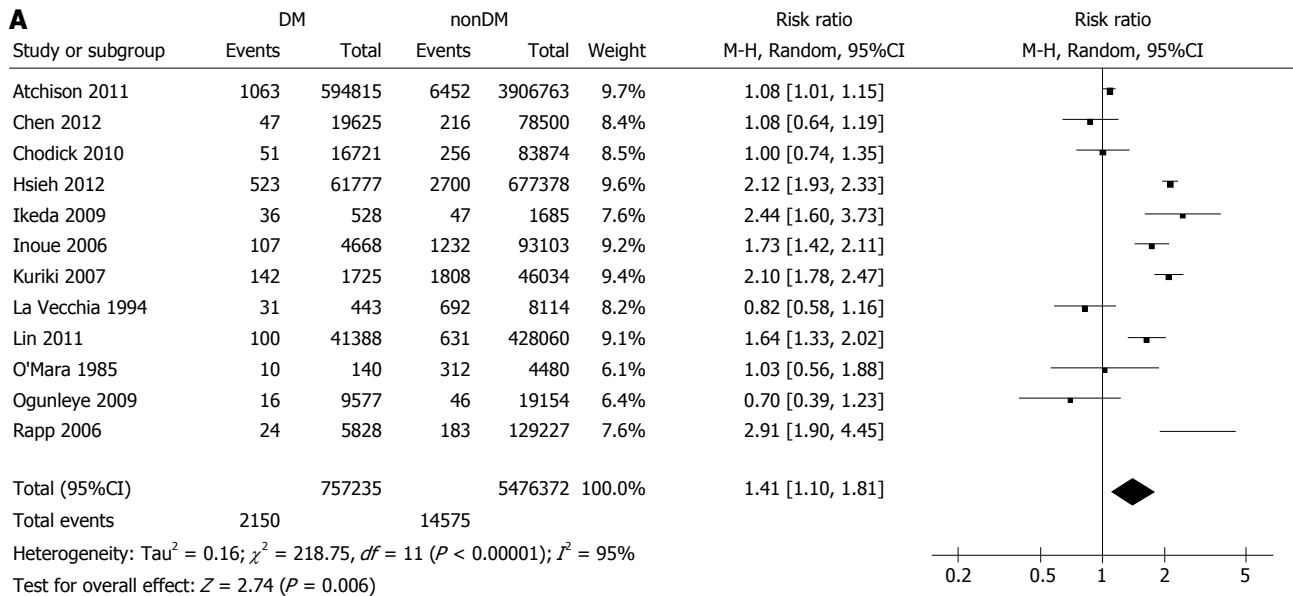 A
DM nonDM Risk ratio Risk ratio
Study or subgroup Events Total Events Total Weight M-H, Random, 95%CI M-H, Random, 95%CI
Atchison 2011 1063 594815 6452 3906763 9.7% 1.08 [1.01, 1.15]
Chen 2012 47 19625 216 78500 8.4% 1.08 [0.64, 1.19]
Chodick 2010 51 16721 256 83874 8.5% 1.00 [0.74, 1.35]
Hsieh 2012 523 61777 2700 677378 9.6% 2.12 [1.93, 2.33]
Ikeda 2009 36 528 47 1685 7.6% 2.44 [1.60, 3.73]
Inoue 2006 107 4668 1232 93103 9.2% 1.73 [1.42, 2.11]
Kuriki 2007 142 1725 1808 46034 9.4% 2.10 [1.78, 2.47]
La Vecchia 1994 31 443 692 8114 8.2% 0.82 [0.58, 1.16]
Lin 2011 100 41388 631 428060 9.1% 1.64 [1.33, 2.02]
O'Mara 1985 10 140 312 4480 6.1% 1.03 [0.56, 1.88]
Ogunleye 2009 16 9577 46 19154 6.4% 0.70 [0.39, 1.23]
Rapp 2006 24 5828 183 129227 7.6% 2.91 [1.90, 4.45]
Total (95%CI) 757235 5476372 100.0% 1.41 [1.10, 1.81]
Total events 2150 14575
Heterogeneity: Tau² = 0.16; χ² = 218.75, df = 11 (P < 0.00001); I² = 95%
Test for overall effect: Z = 2.74 (P = 0.006)
0.2 0.5 1 2 5